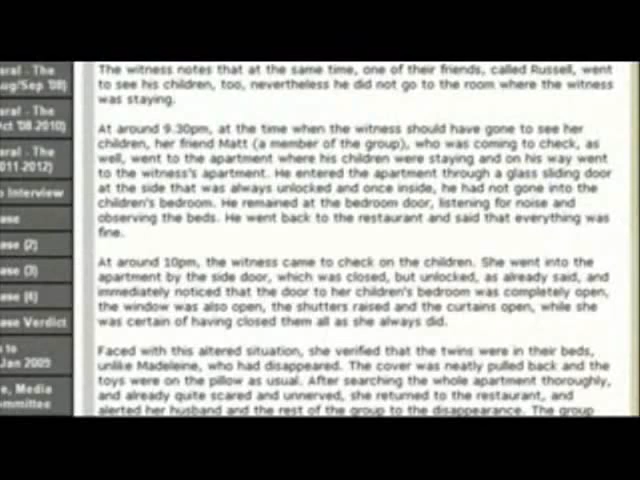 aral - The
ug/Sep '08)
aral - The
ct '08-2010)
aral - The
011-2012)
Interview
ase
ase (2)
ase (3)
ase (4)
ase Verdict
to
Jan 2005
e, Media
ommittee
The witness notes that at the same time, one of their friends, called Russell, went
to see his children, too, nevertheless he did not go to the room where the witness
was staying.
At around 9.30pm, at the time when the witness should have gone to see her
children, her friend Matt (a member of the group), who was coming to check, as
well, went to the apartment where his children were staying and on his way went
to the witness's apartment. He entered the apartment through a glass sliding door
at the side that was always unlocked and once inside, he had not gone into the
children's bedroom. He remained at the bedroom door, listening for noise and
observing the beds. He went back to the restaurant and said that everything was
fine.
At around 10pm, the witness came to check on the children. She went into the
apartment by the side door, which was closed, but unlocked, as already said, and
immediately noticed that the door to her children's bedroom was completely open,
the window was also open, the shutters raised and the curtains open, while she
was certain of having closed them all as she always did.
Faced with this altered situation, she verified that the twins were in their beds,
unlike Madeleine, who had disappeared. The cover was neatly pulled back and the
toys were on the pillow as usual. After searching the whole apartment thoroughly,
and already quite scared and unnerved, she returned to the restaurant, and
alerted her husband and the rest of the group to the disappearance. The group